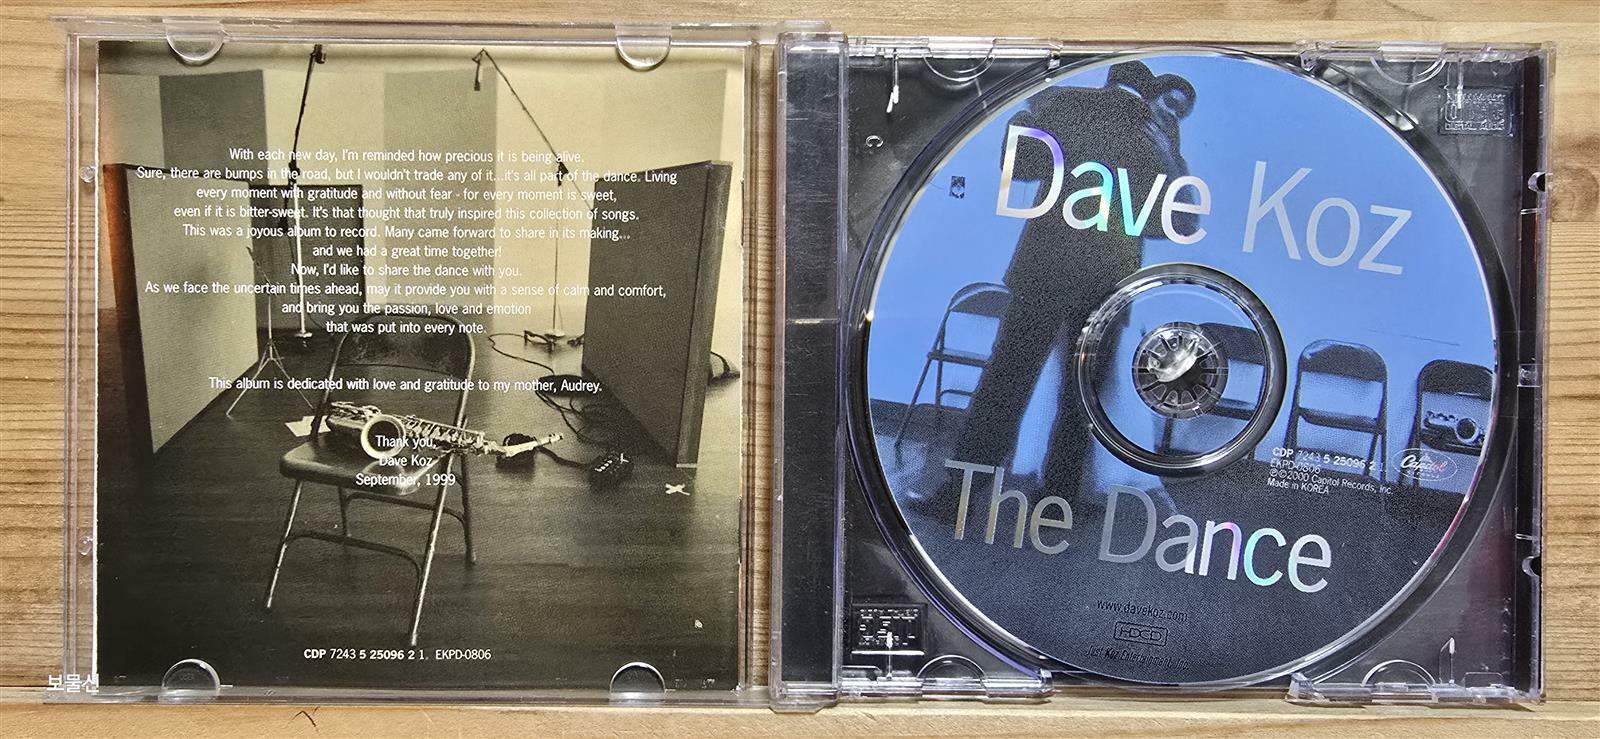 With each new day, I'm reminded how precious it is being alive.
Sure, there are bumps in the road, but I wouldn't trade any of it...it's all part of the dance. Living
every moment with gratitude and without fear - for every moment is sweet,
even if it is bitter-sweet. It's that thought that truly inspired this collection of songs.
This was a joyous album to record. Many came forward to share in its making...
and we had a great time together!
Now, I'd like to share the dance with you.
As we face the uncertain times ahead, may it provide you with a sense of calm and comfort,
and bring you the passion, love and emotion
that was put into every note.
This album is dedicated with love and gratitude to my mother, Audrey.
Thank you,
Dave Koz
September, 1999
CDP 7243 5 25096 2 1. EKPD-0806
보물선
Dave Koz
The Dance
CDP 7243 5 25096 2 1.
EKPD-0806
℗©2000 Capitol Records, Inc.
Made in KOREA
Capitol
www.davekoz.com
HDCD
Just Koz Entertainment, Inc.
C
DIGITAL AUDIO